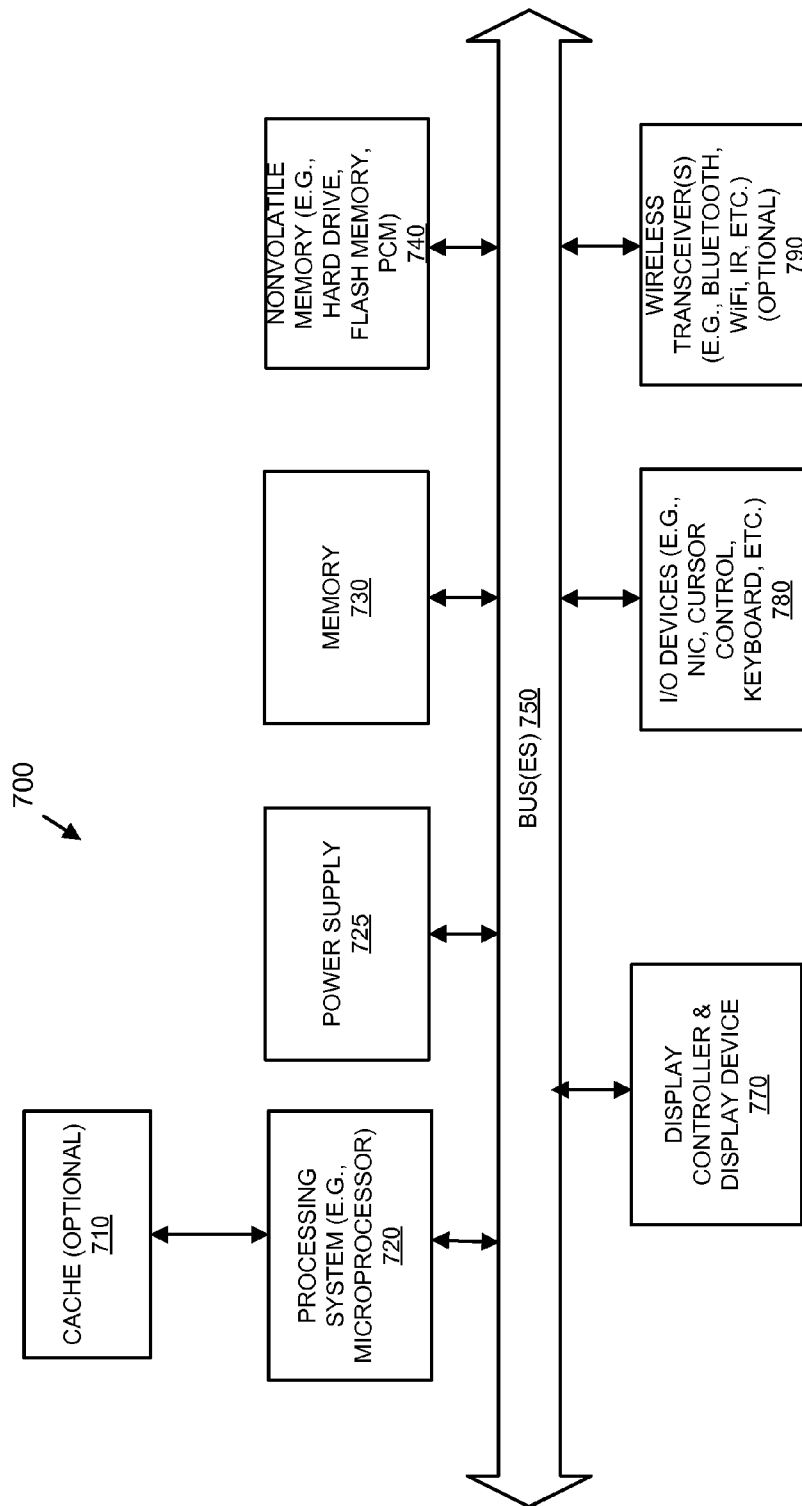 700
CACHE (OPTIONAL)
710
PROCESSING
SYSTEM (E.G.,
MICROPROCESSOR)
720
POWER SUPPLY
725
MEMORY
730
NONVOLATILE
MEMORY (E.G.,
HARD DRIVE,
FLASH MEMORY,
PCM)
740
BUS(ES) 750
DISPLAY
CONTROLLER &
DISPLAY DEVICE
770
I/O DEVICES (E.G.,
NIC, CURSOR
CONTROL,
KEYBOARD, ETC.)
780
WIRELESS
TRANSCEIVER(S)
(E.G., BLUETOOTH,
WiFi, IR, ETC.)
(OPTIONAL)
790